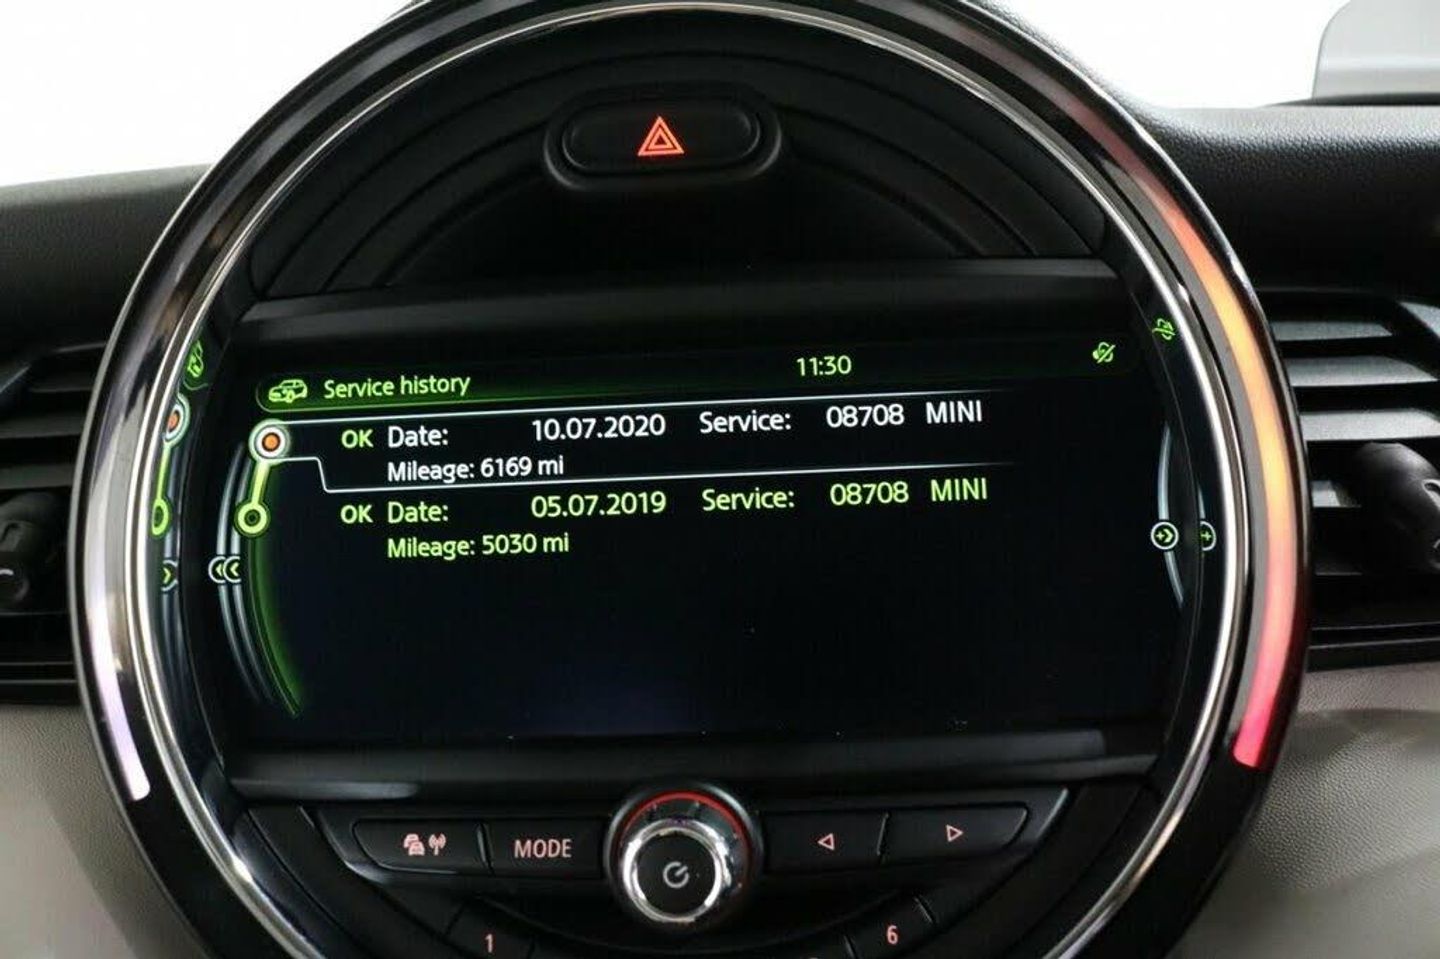 Service history 11:30
OK Date: 10.07.2020 Service: 08708 MINI
Mileage: 6169 mi
OK Date: 05.07.2019 Service: 08708 MINI
Mileage: 5030 mi
MODE
1 6